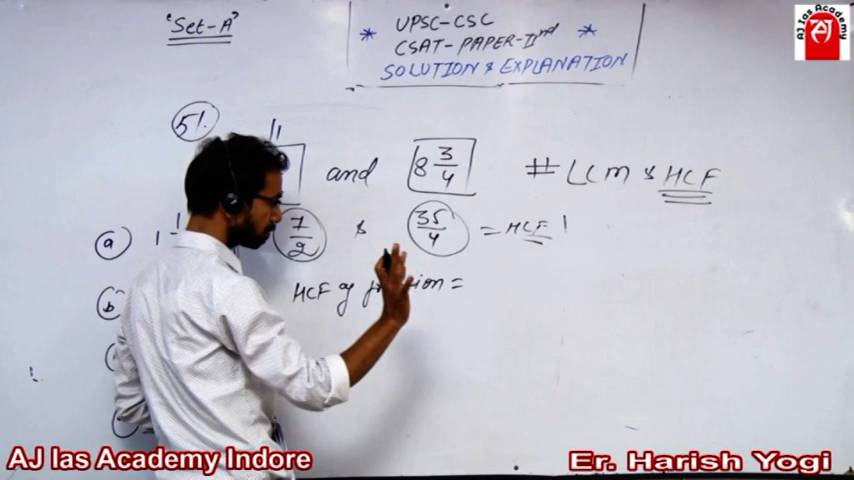 'Set-A'
* UPSC-CSC *
CSAT-PAPER-IInd
SOLUTION & EXPLANATION
AJ Ias Academy
51.
and 8 3/4 # LCM & HCF
(a) 1 7/2 & 35/4 = HCF
(b) HCF of = 
AJ Ias Academy Indore
Er. Harish Yogi